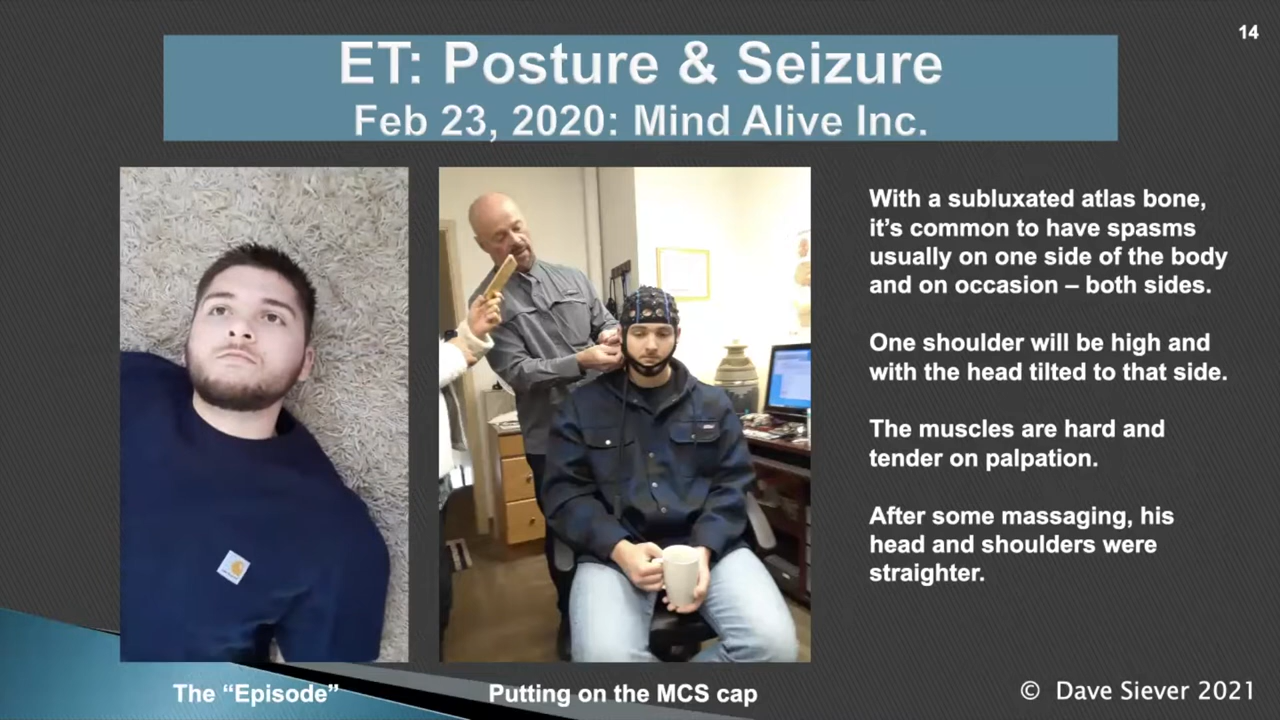 14
ET: Posture & Seizure
Feb 23, 2020: Mind Alive Inc.
With a subluxated atlas bone,
it’s common to have spasms
usually on one side of the body
and on occasion – both sides.
One shoulder will be high and
with the head tilted to that side.
The muscles are hard and
tender on palpation.
After some massaging, his
head and shoulders were
straighter.
The “Episode”
Putting on the MCS cap
© Dave Siever 2021